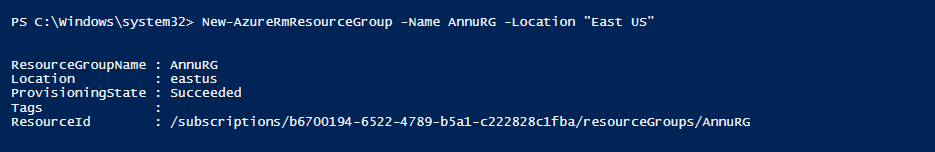 PS C:\Windows\system32> New-AzureRmResourceGroup -Name AnnuRG -Location "East US"
ResourceGroupName : AnnuRG
Location          : eastus
ProvisioningState : Succeeded
Tags              :
ResourceId        : /subscriptions/b6700194-6522-4789-b5a1-c222828c1fba/resourceGroups/AnnuRG